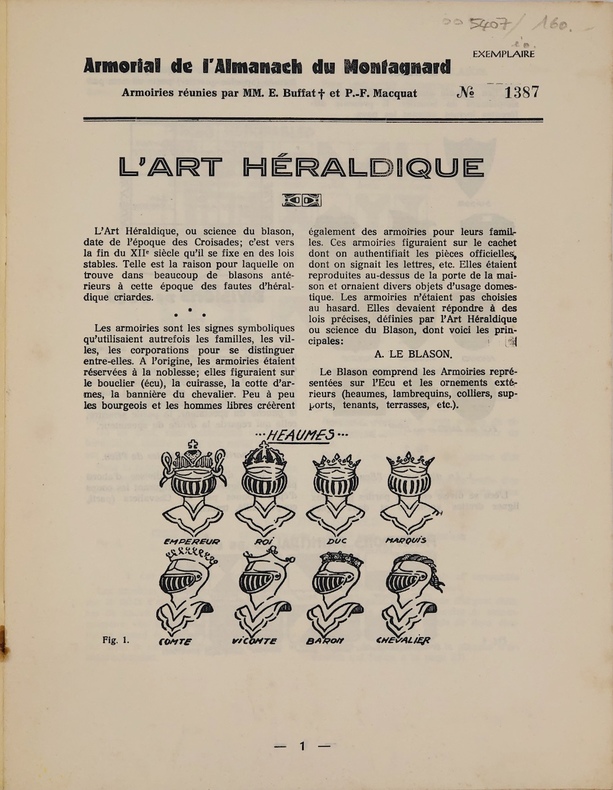 5407/ 160.
EXEMPLAIRE
Armorial de l'Almanach du Montagnard
Armoiries réunies par MM. E. Buffat † et P.-F. Macquat
№ 1387
L'ART HÉRALDIQUE
L'Art Héraldique, ou science du blason,
date de l'époque des Croisades; c'est vers
la fin du XIIe siècle qu'il se fixe en des lois
stables. Telle est la raison pour laquelle on
trouve dans beaucoup de blasons anté-
rieurs à cette époque des fautes d'héral-
dique criardes.
* * *
Les armoiries sont les signes symboliques
qu'utilisaient autrefois les familles, les vil-
les, les corporations pour se distinguer
entre-elles. A l'origine, les armoiries étaient
réservées à la noblesse; elles figuraient sur
le bouclier (écu), la cuirasse, la cotte d'ar-
mes, la bannière du chevalier. Peu à peu
les bourgeois et les hommes libres créèrent
également des armoiries pour leurs famil-
les. Ces armoiries figuraient sur le cachet
dont on authentifiait les pièces officielles,
dont on signait les lettres, etc. Elles étaient
reproduites au-dessus de la porte de la mai-
son et ornaient divers objets d'usage domes-
tique. Les armoiries n'étaient pas choisies
au hasard. Elles devaient répondre à des
lois précises, définies par l'Art Héraldique
ou science du Blason, dont voici les prin-
cipales:
A. LE BLASON.
Le Blason comprend les Armoiries repré-
sentées sur l'Ecu et les ornements exté-
rieurs (heaumes, lambrequins, colliers, sup-
ports, tenants, terrasses, etc.).
...HEAUMES...
EMPEREUR ROI DUC MARQUIS
Fig. 1. COMTE VICOMTE BARON CHEVALIER
— 1 —